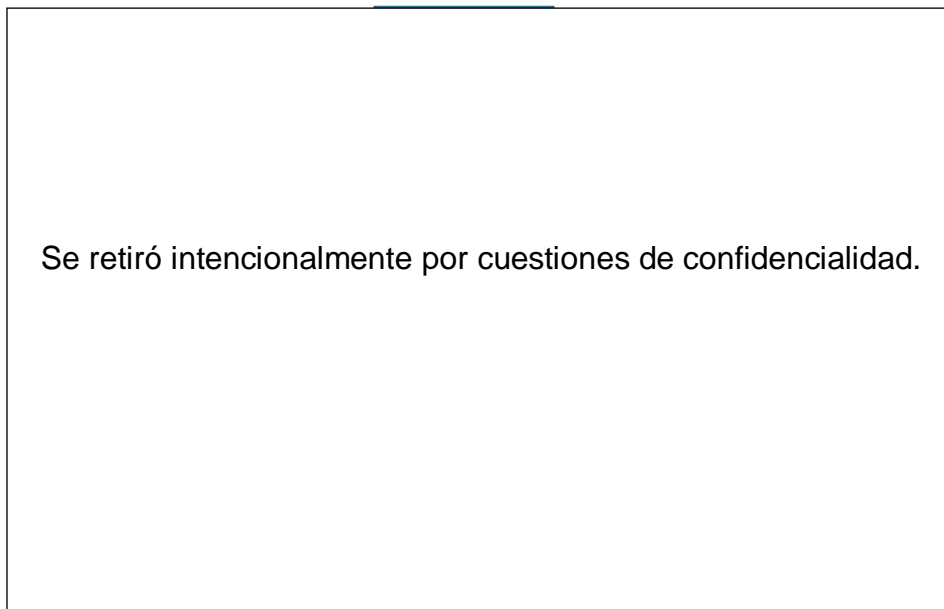 Se retiró intencionalmente por cuestiones de confidencialidad.